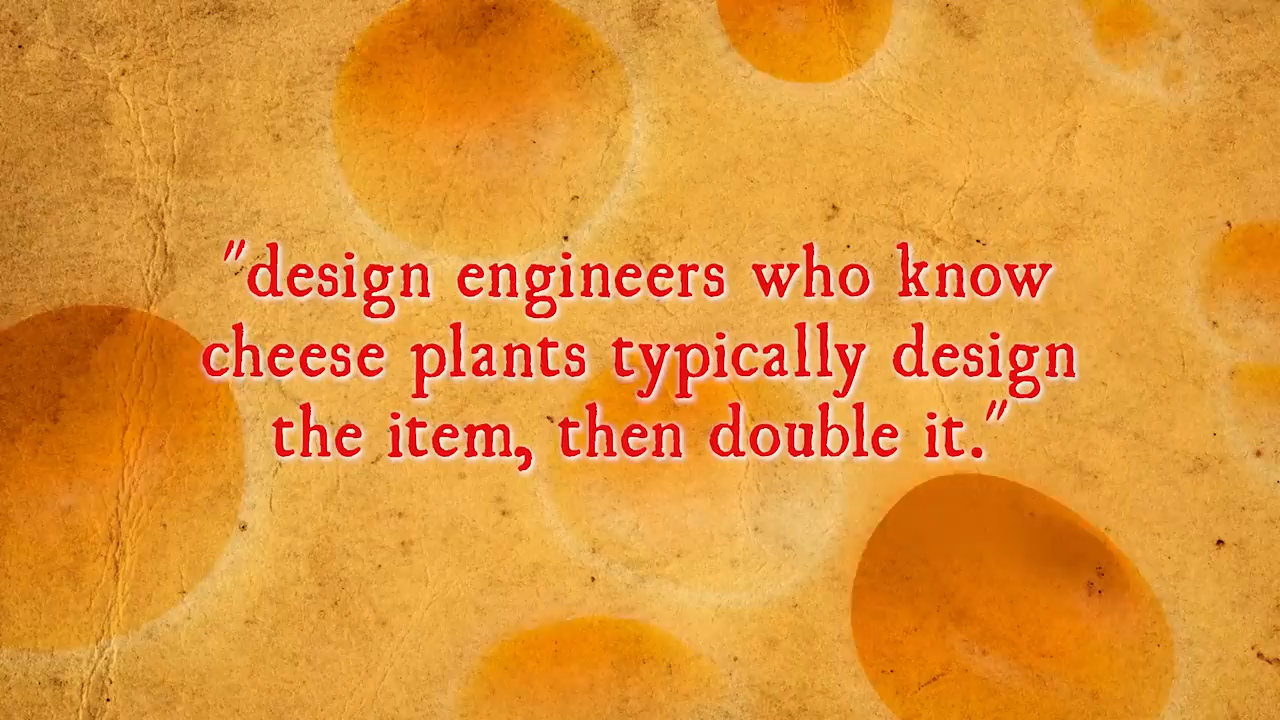 "design engineers who know
cheese plants typically design
the item, then double it."